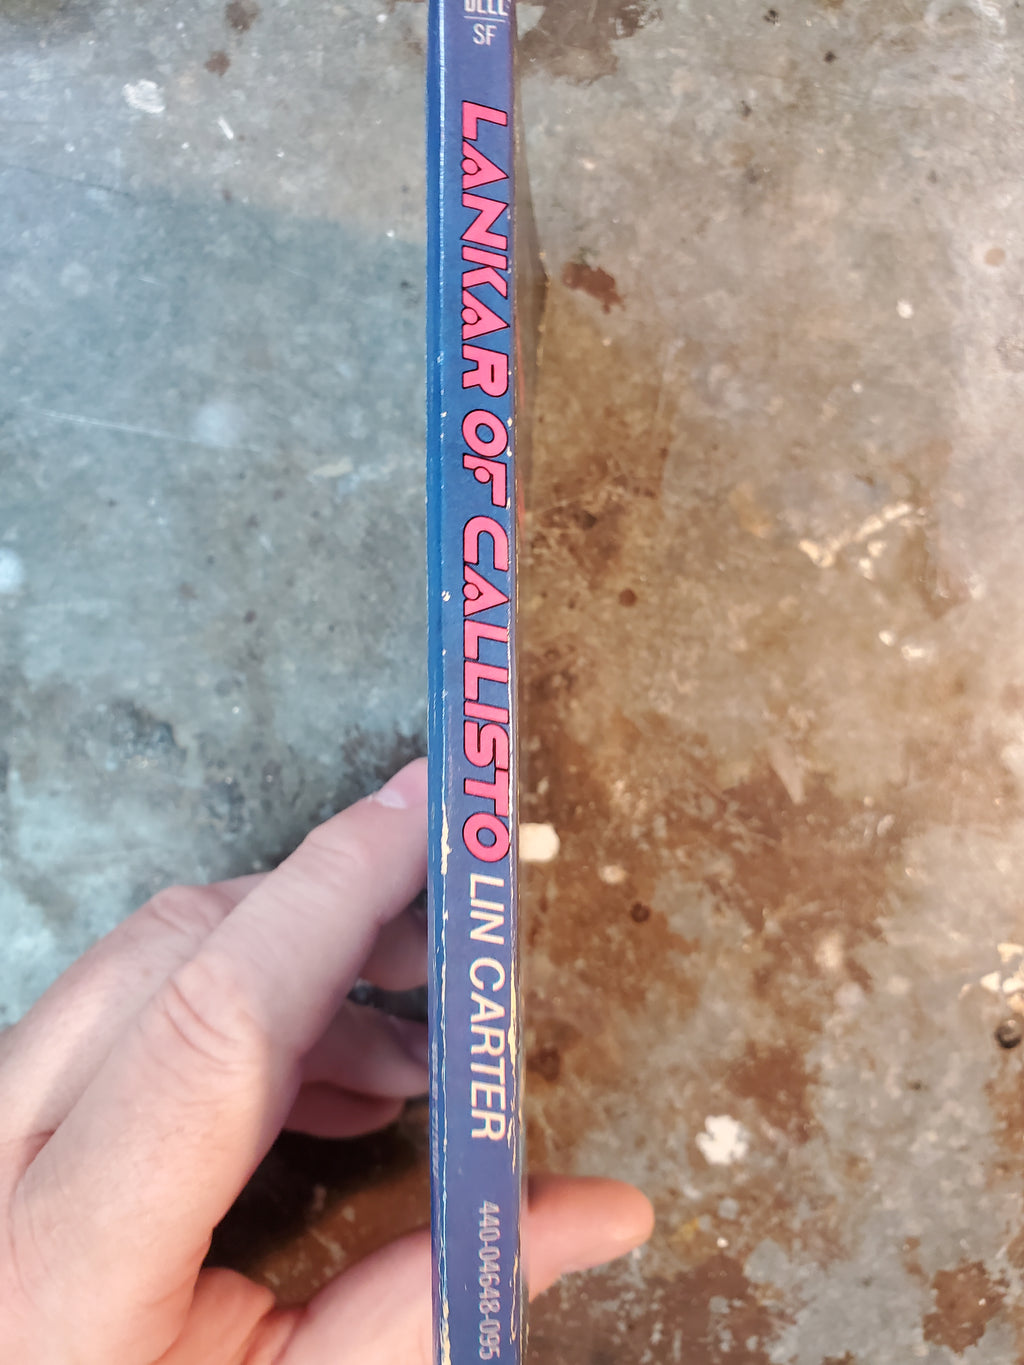 DELL
SF
LANKAR OF CALLISTO
LIN CARTER
440-04648-095